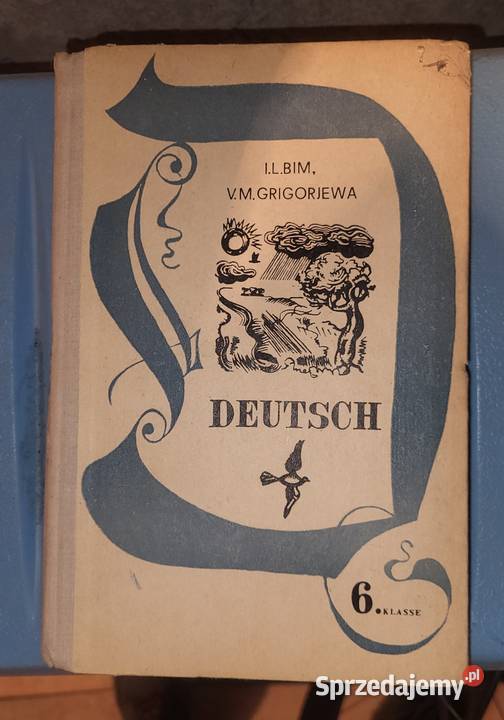 I.L.BIM,
V.M.GRIGORJEWA
DEUTSCH
6. KLASSE
Sprzedajemy.pl